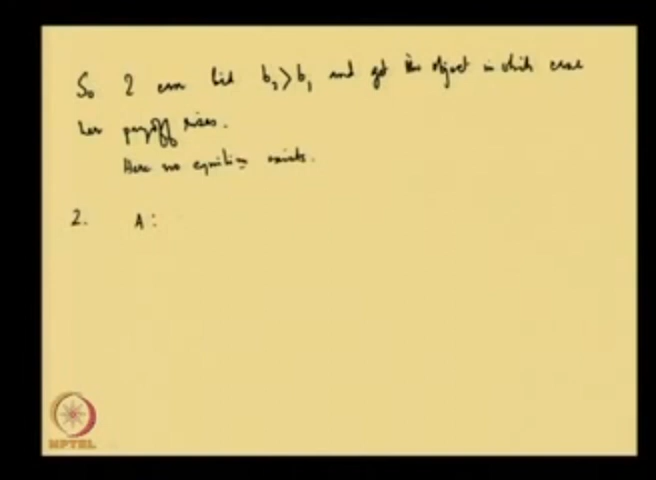 So 2 can bid b₂>b₁ and get the object in which case
her payoff rises.
Here no equilibm exists.
2. A:
NPTEL